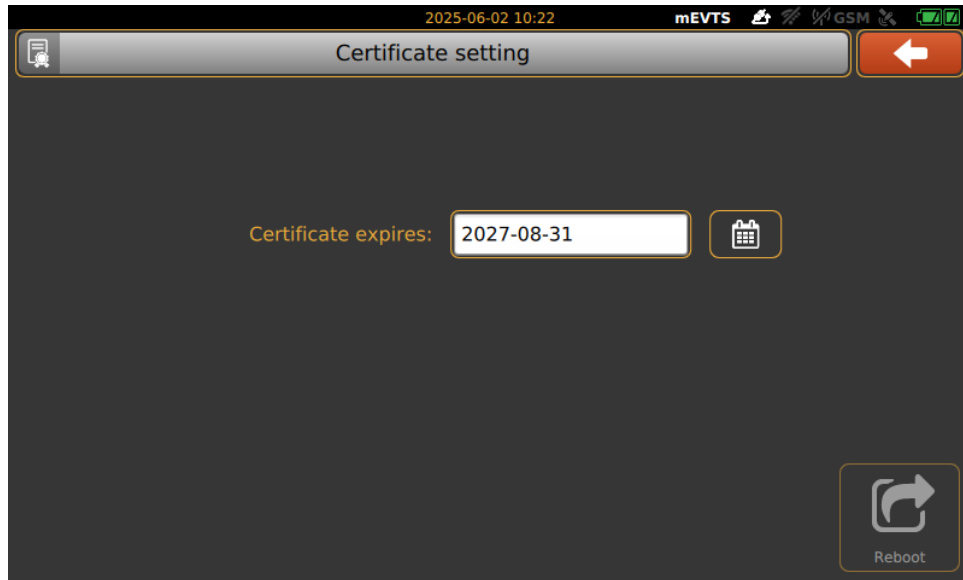 2025-06-02 10:22 mEVTS GSM
Certificate setting
Certificate expires: 2027-08-31
Reboot